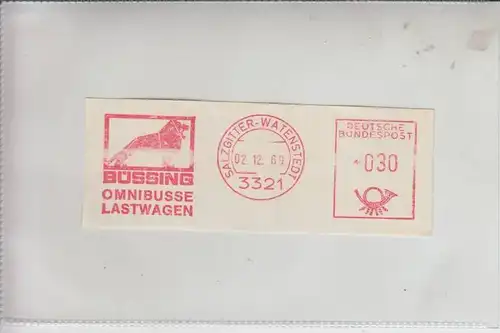 BÜSSING
OMNIBUSSE
LASTWAGEN
SALZGITTER-WATENSTEDT
02.12.69
3321
DEUTSCHE
BUNDESPOST
030